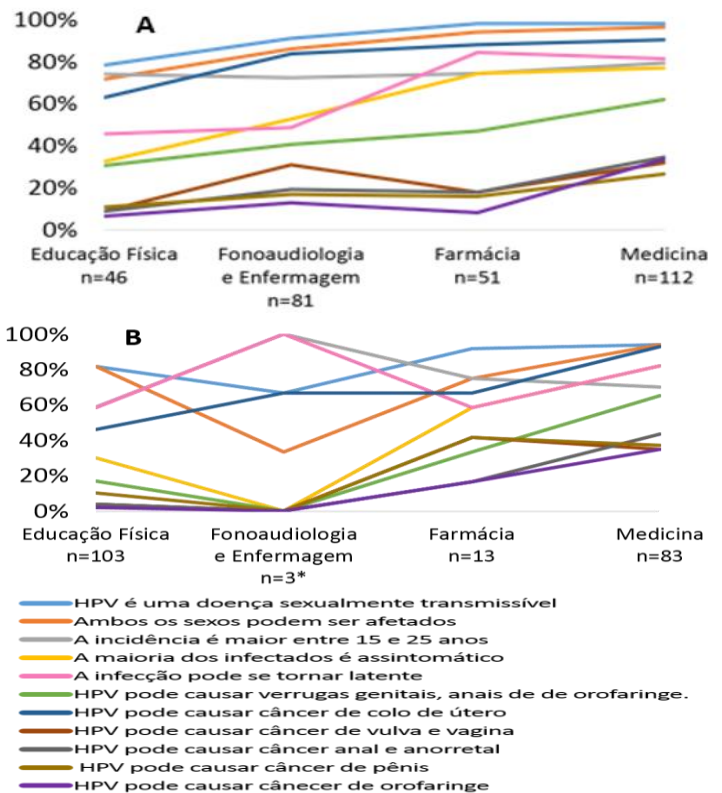 100%
A
80%
60%
40%
20%
0%
Educação Física
n=46
Fonoaudiologia
e Enfermagem
n=81
Farmácia
n=51
Medicina
n=112
100%
B
80%
60%
40%
20%
0%
Educação Física
n=103
Fonoaudiologia
e Enfermagem
n=3*
Farmácia
n=13
Medicina
n=83
HPV é uma doença sexualmente transmissível
Ambos os sexos podem ser afetados
A incidência é maior entre 15 e 25 anos
A maioria dos infectados é assintomático
A infecção pode se tornar latente
HPV pode causar verrugas genitais, anais de de orofaringe.
HPV pode causar câncer de colo de útero
HPV pode causar câncer de vulva e vagina
HPV pode causar câncer anal e anorretal
HPV pode causar câncer de pênis
HPV pode causar cânecer de orofaringe